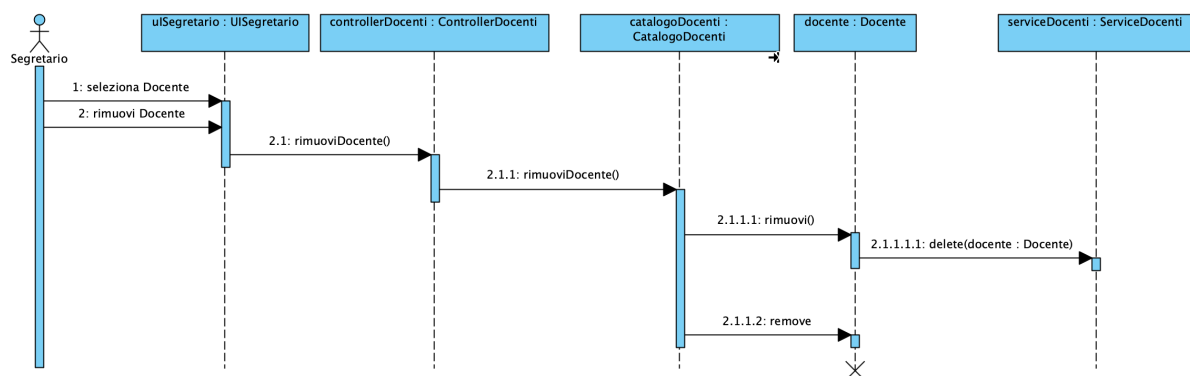 uISegretario : UISegretario
controllerDocenti : ControllerDocenti
catalogoDocenti :
CatalogoDocenti
docente : Docente
serviceDocenti : ServiceDocenti
Segretario
1: seleziona Docente
2: rimuovi Docente
2.1: rimuoviDocente()
2.1.1: rimuoviDocente()
2.1.1.1: rimuovi()
2.1.1.1.1: delete(docente : Docente)
2.1.1.2: remove